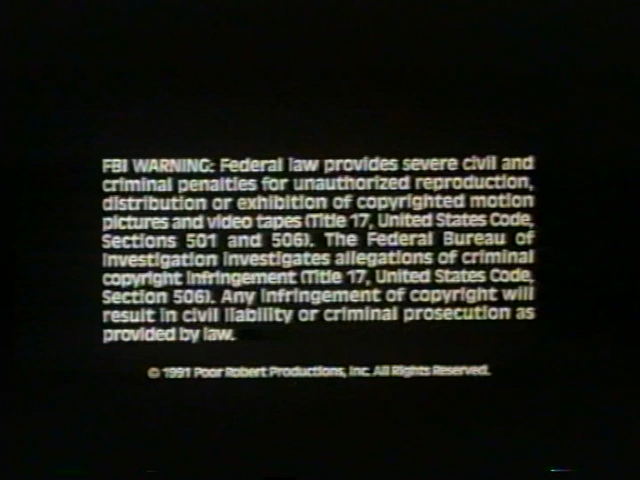 FBI WARNING: Federal law provides severe civil and
criminal penalties for unauthorized reproduction,
distribution or exhibition of copyrighted motion
pictures and video tapes (Title 17, United States Code,
Sections 501 and 506). The Federal Bureau of
Investigation investigates allegations of criminal
copyright infringement (Title 17, United States Code,
Section 506). Any infringement of copyright will
result in civil liability or criminal prosecution as
provided by law.
© 1991 Poor Robert Productions, Inc. All Rights Reserved.